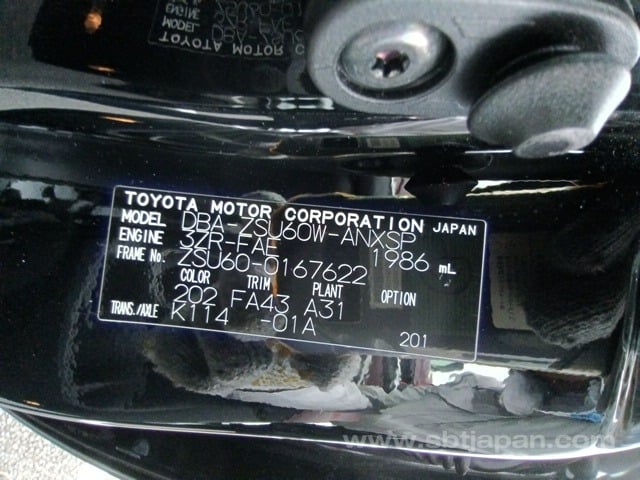 TOYOTA MOTOR CORPORATION JAPAN
MODEL DBA-ZSU60W-ANXSP
ENGINE 3ZR-FAE 1986 mL
FRAME No. ZSU60-0167622
COLOR TRIM PLANT OPTION
202 FA43 A31
TRANS./AXLE K114 -01A
201
www.sbtjapan.com